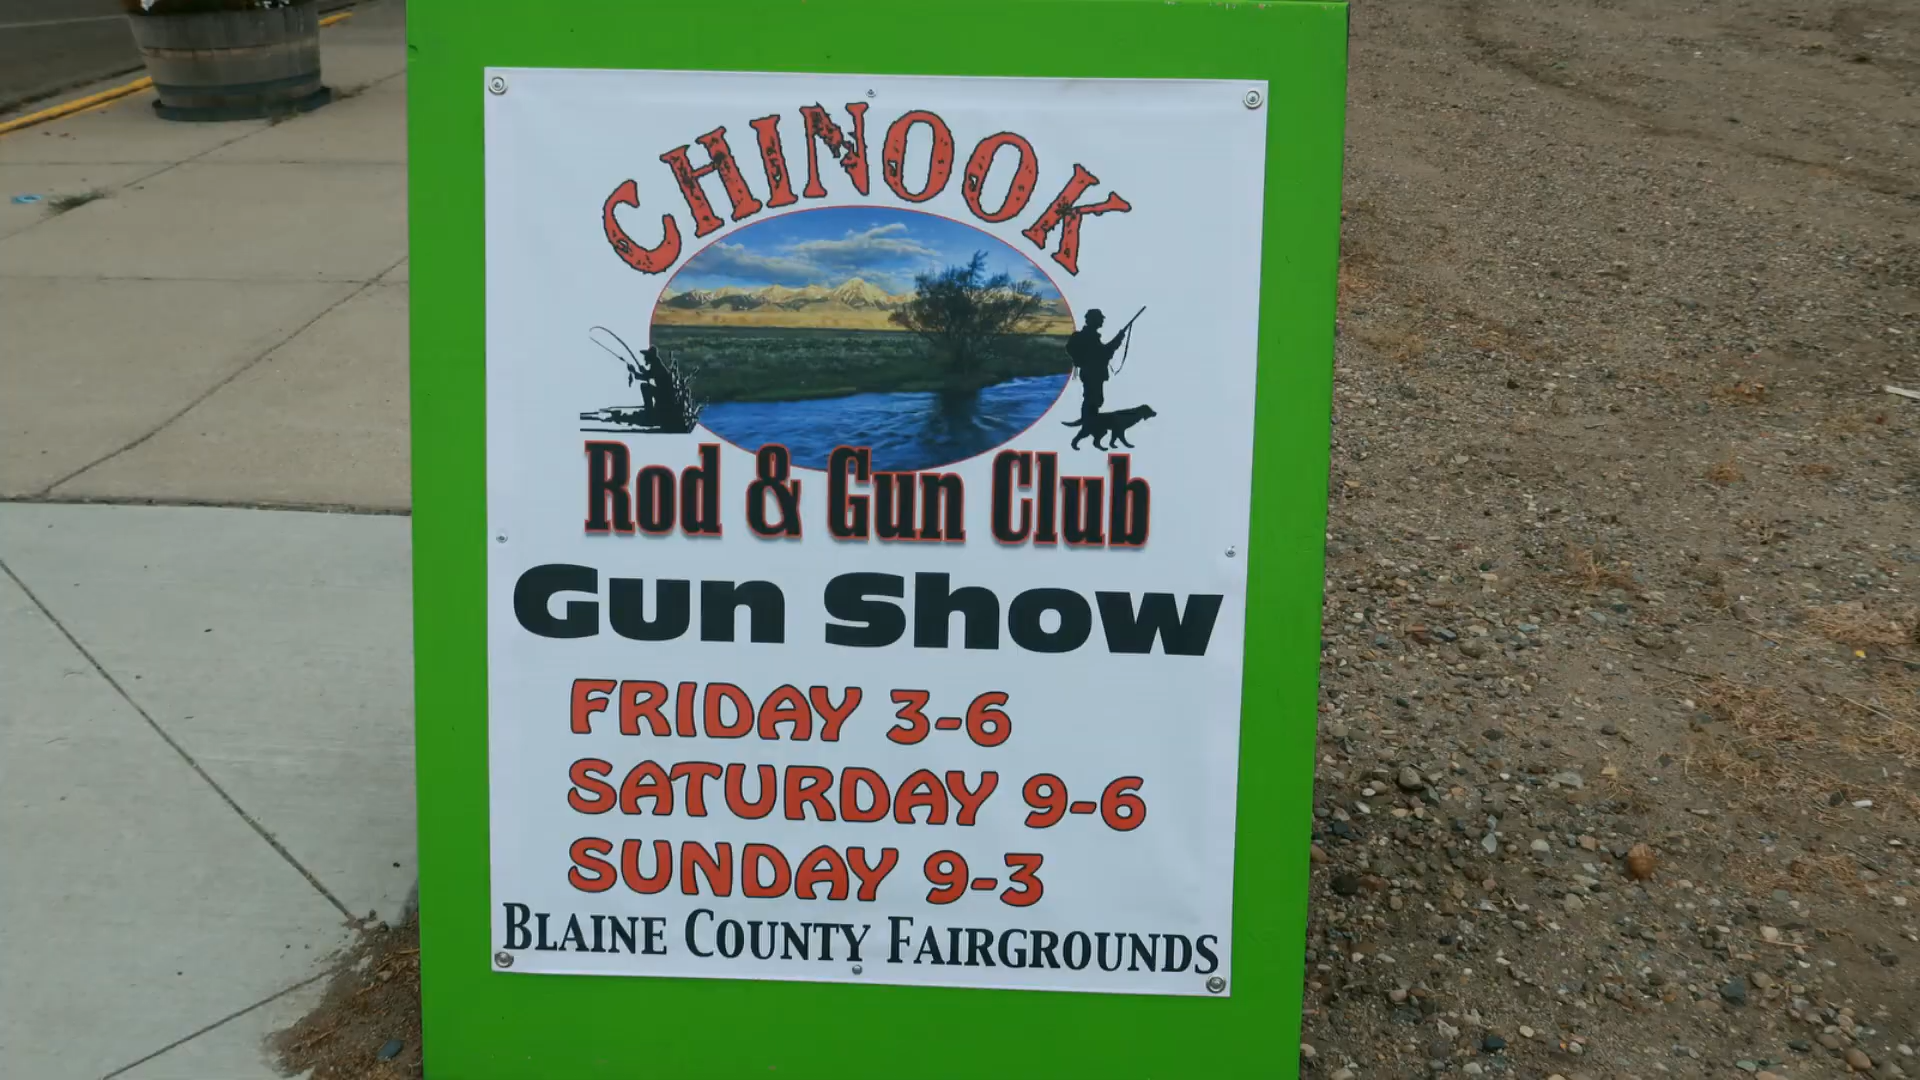 CHINOOK
Rod & Gun Club
Gun Show
FRIDAY 3-6
SATURDAY 9-6
SUNDAY 9-3
BLAINE COUNTY FAIRGROUNDS